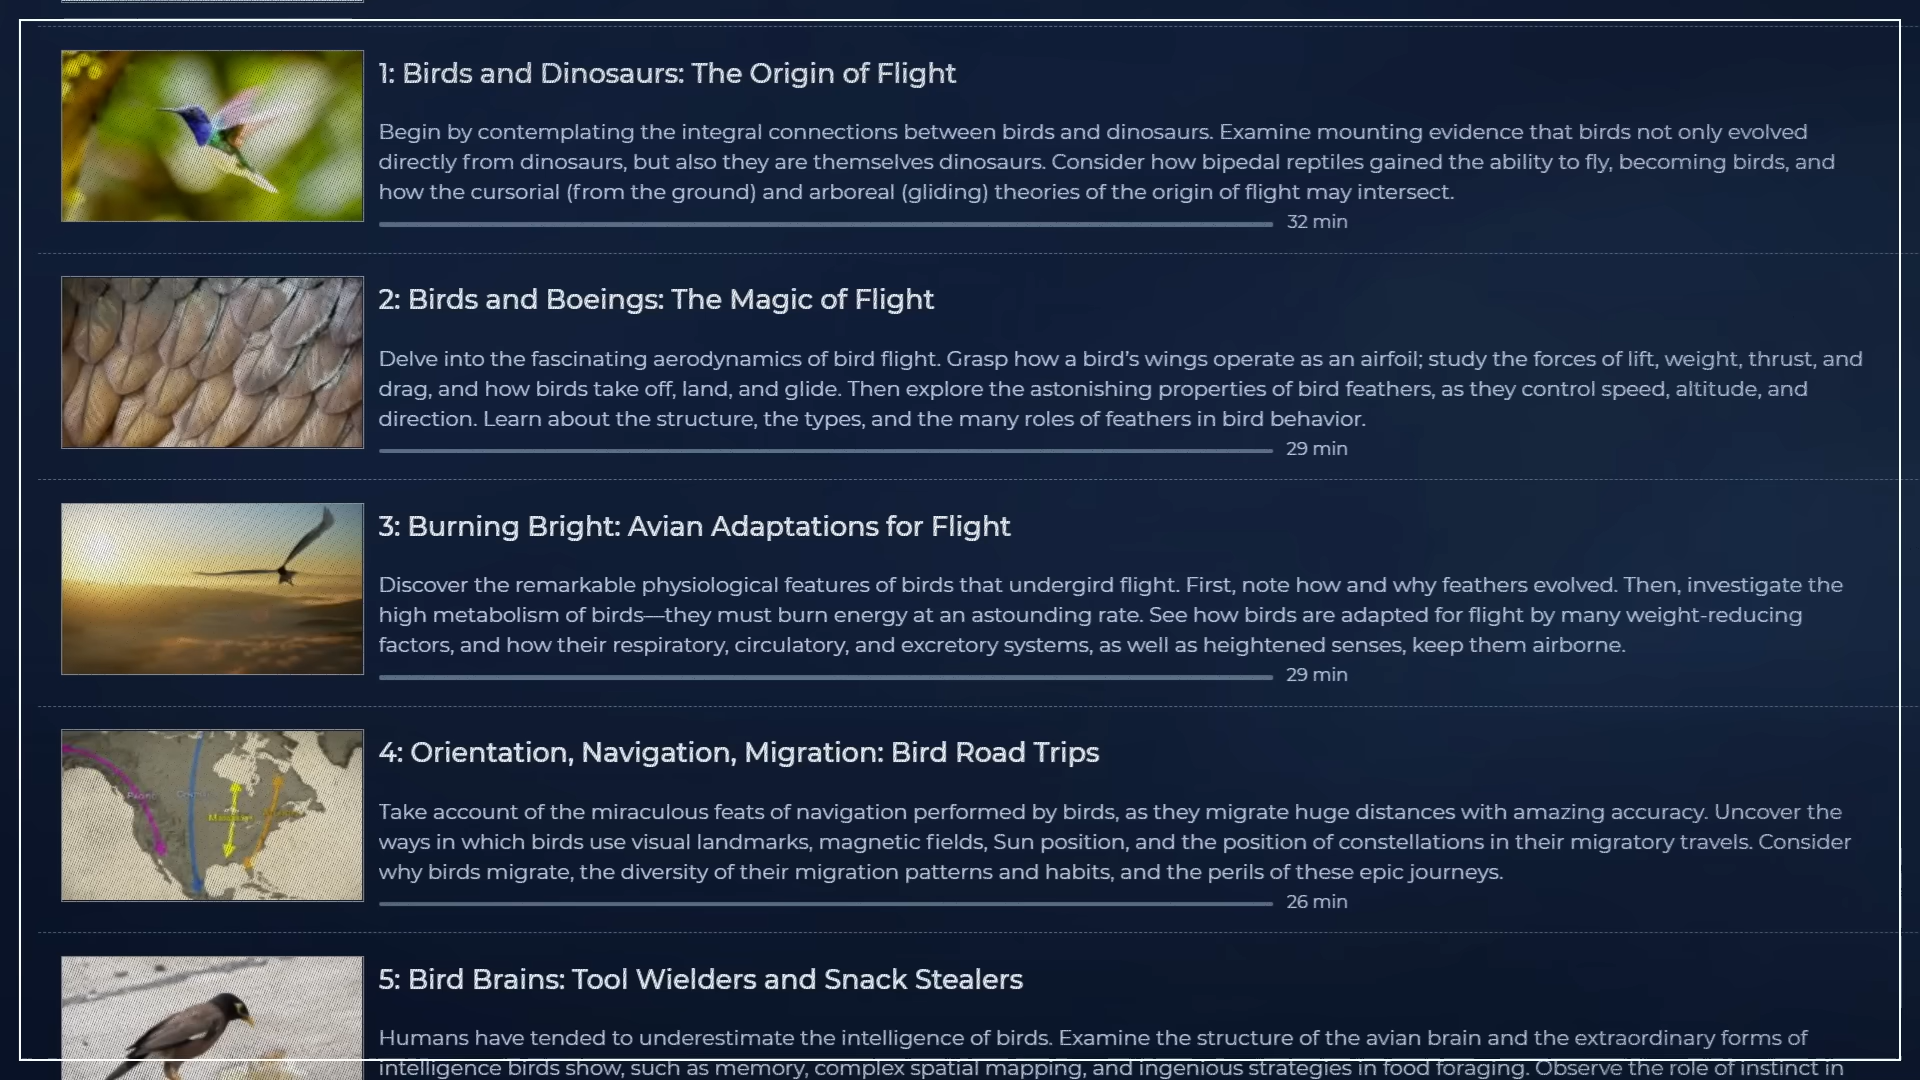 1: Birds and Dinosaurs: The Origin of Flight
Begin by contemplating the integral connections between birds and dinosaurs. Examine mounting evidence that birds not only evolved
directly from dinosaurs, but also they are themselves dinosaurs. Consider how bipedal reptiles gained the ability to fly, becoming birds, and
how the cursorial (from the ground) and arboreal (gliding) theories of the origin of flight may intersect.
32 min
2: Birds and Boeings: The Magic of Flight
Delve into the fascinating aerodynamics of bird flight. Grasp how a bird’s wings operate as an airfoil; study the forces of lift, weight, thrust, and
drag, and how birds take off, land, and glide. Then explore the astonishing properties of bird feathers, as they control speed, altitude, and
direction. Learn about the structure, the types, and the many roles of feathers in bird behavior.
29 min
3: Burning Bright: Avian Adaptations for Flight
Discover the remarkable physiological features of birds that undergird flight. First, note how and why feathers evolved. Then, investigate the
high metabolism of birds—they must burn energy at an astounding rate. See how birds are adapted for flight by many weight-reducing
factors, and how their respiratory, circulatory, and excretory systems, as well as heightened senses, keep them airborne.
29 min
4: Orientation, Navigation, Migration: Bird Road Trips
Take account of the miraculous feats of navigation performed by birds, as they migrate huge distances with amazing accuracy. Uncover the
ways in which birds use visual landmarks, magnetic fields, Sun position, and the position of constellations in their migratory travels. Consider
why birds migrate, the diversity of their migration patterns and habits, and the perils of these epic journeys.
26 min
5: Bird Brains: Tool Wielders and Snack Stealers
Humans have tended to underestimate the intelligence of birds. Examine the structure of the avian brain and the extraordinary forms of
intelligence birds show, such as memory, complex spatial mapping, and ingenious strategies in food foraging. Observe the role of instinct in